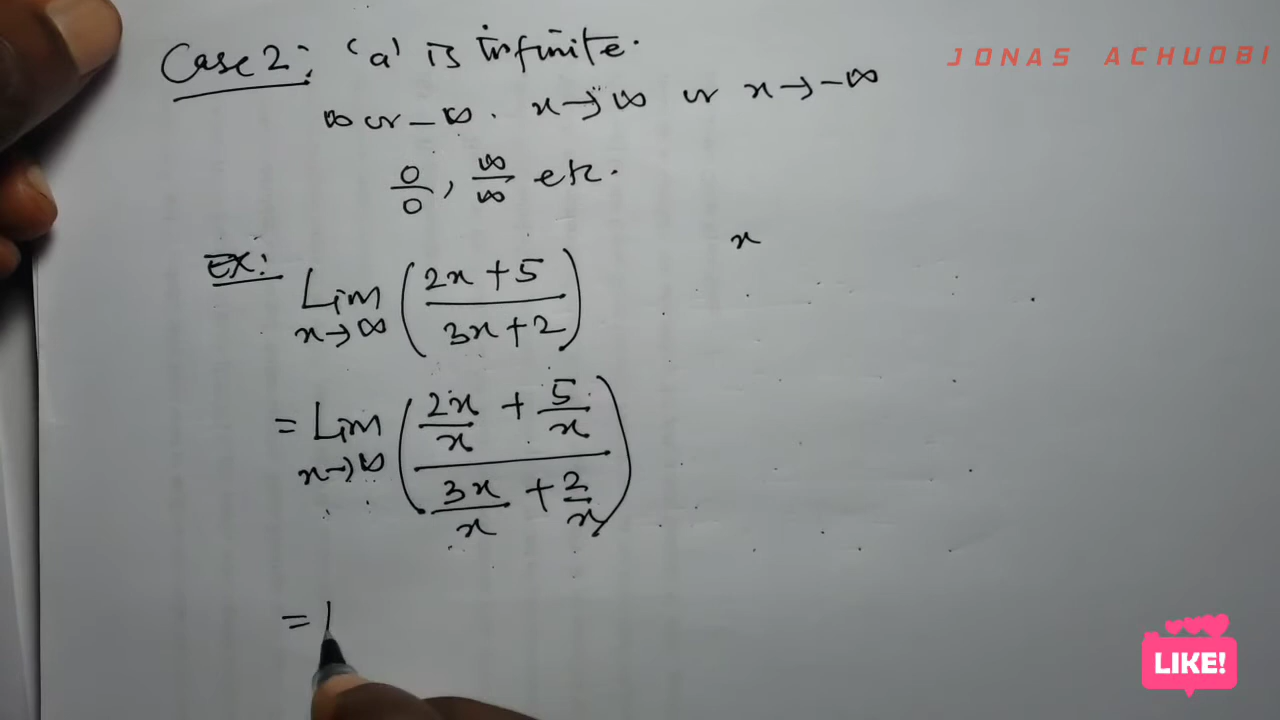 Case 2: 'a' is infinite.
JONAS ACHUOBI
∞ or -∞. x→∞ or x→-∞
0/0, ∞/∞ etc.
x
EX: Lim x→∞ ((2x+5)/(3x+2))
= Lim x→∞ ((2x/x + 5/x)/(3x/x + 2/x))
=
LIKE!